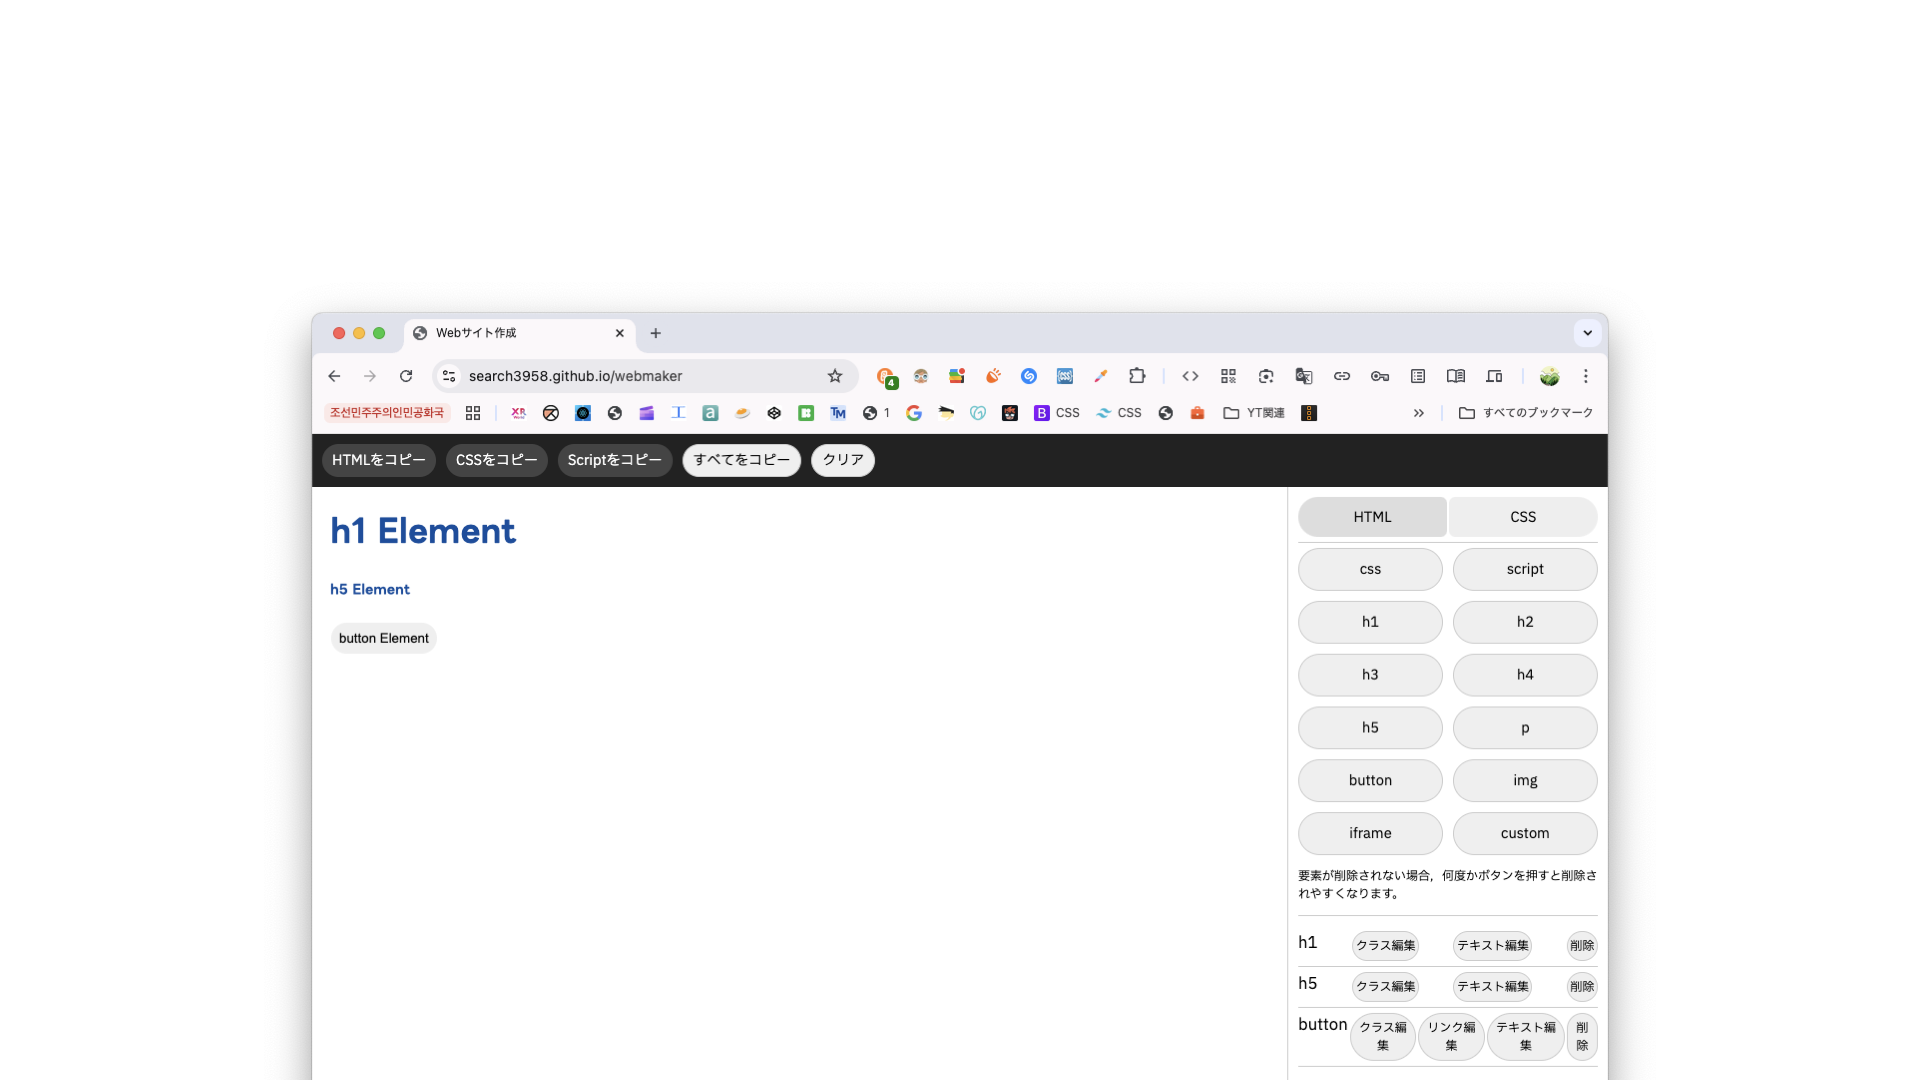 Webサイト作成
search3958.github.io/webmaker
4
조선민주주의인민공화국
XR
World
a
TM
1
B CSS
CSS
YT関連
すべてのブックマーク
HTMLをコピー CSSをコピー Scriptをコピー すべてをコピー クリア
h1 Element
h5 Element
button Element
HTML CSS
css script
h1 h2
h3 h4
h5 p
button img
iframe custom
要素が削除されない場合，何度かボタンを押すと削除さ
れやすくなります。
h1 クラス編集 テキスト編集 削除
h5 クラス編集 テキスト編集 削除
button クラス編集 リンク編集 テキスト編集 削除